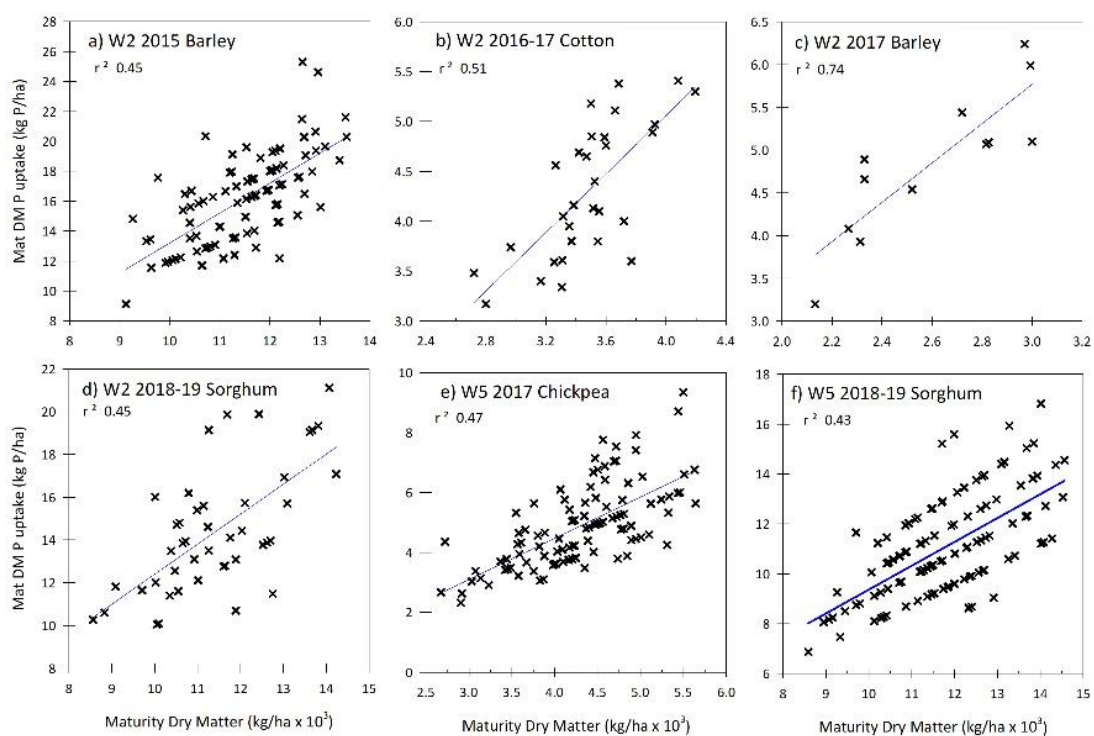 a) W2 2015 Barley
r² 0.45
Mat DM P uptake (kg P/ha)
28
26
24
22
20
18
16
14
12
10
8
8 9 10 11 12 13 14
b) W2 2016-17 Cotton
r² 0.51
6.0
5.5
5.0
4.5
4.0
3.5
3.0
2.4 2.8 3.2 3.6 4.0 4.4
c) W2 2017 Barley
r² 0.74
6.5
6.0
5.5
5.0
4.5
4.0
3.5
3.0
2.0 2.2 2.4 2.6 2.8 3.0 3.2
d) W2 2018-19 Sorghum
r² 0.45
Mat DM P uptake (kg P/ha)
22
20
18
16
14
12
10
8
8 9 10 11 12 13 14 15
Maturity Dry Matter (kg/ha x 10³)
e) W5 2017 Chickpea
r² 0.47
10
8
6
4
2
0
2.5 3.0 3.5 4.0 4.5 5.0 5.5 6.0
Maturity Dry Matter (kg/ha x 10³)
f) W5 2018-19 Sorghum
r² 0.43
18
16
14
12
10
8
6
8 9 10 11 12 13 14 15
Maturity Dry Matter (kg/ha x 10³)